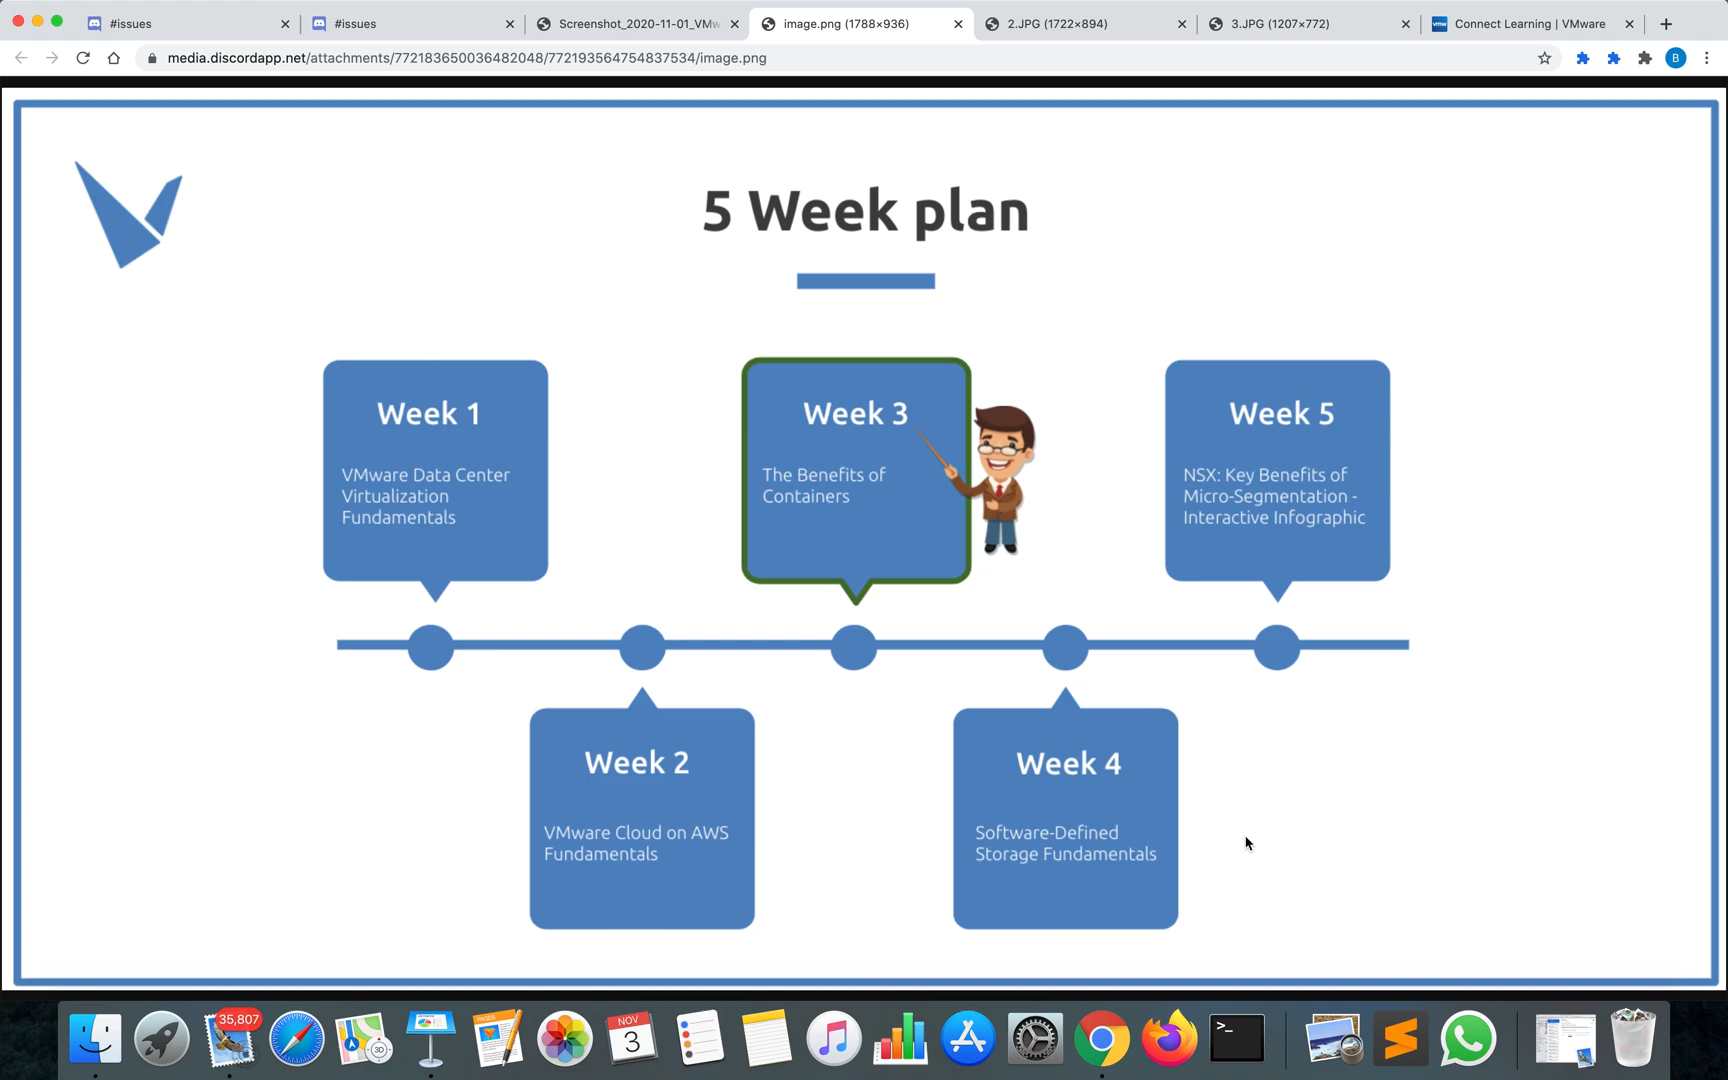 #issues
#issues
Screenshot_2020-11-01_VMw
image.png (1788×936)
2.JPG (1722×894)
3.JPG (1207×772)
vmw
Connect Learning | VMware
media.discordapp.net/attachments/772183650036482048/772193564754837534/image.png
B
5 Week plan
Week 1
VMware Data Center
Virtualization
Fundamentals
Week 3
The Benefits of
Containers
Week 5
NSX: Key Benefits of
Micro-Segmentation -
Interactive Infographic
Week 2
VMware Cloud on AWS
Fundamentals
Week 4
Software-Defined
Storage Fundamentals
35,807
3D
PAGES
NOV
3
>_